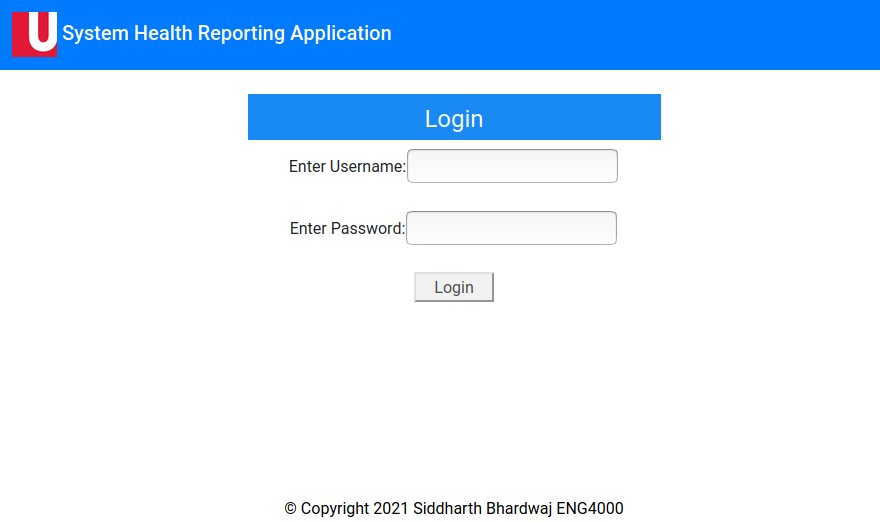 U System Health Reporting Application
Login
Enter Username:
Enter Password:
Login
© Copyright 2021 Siddharth Bhardwaj ENG4000